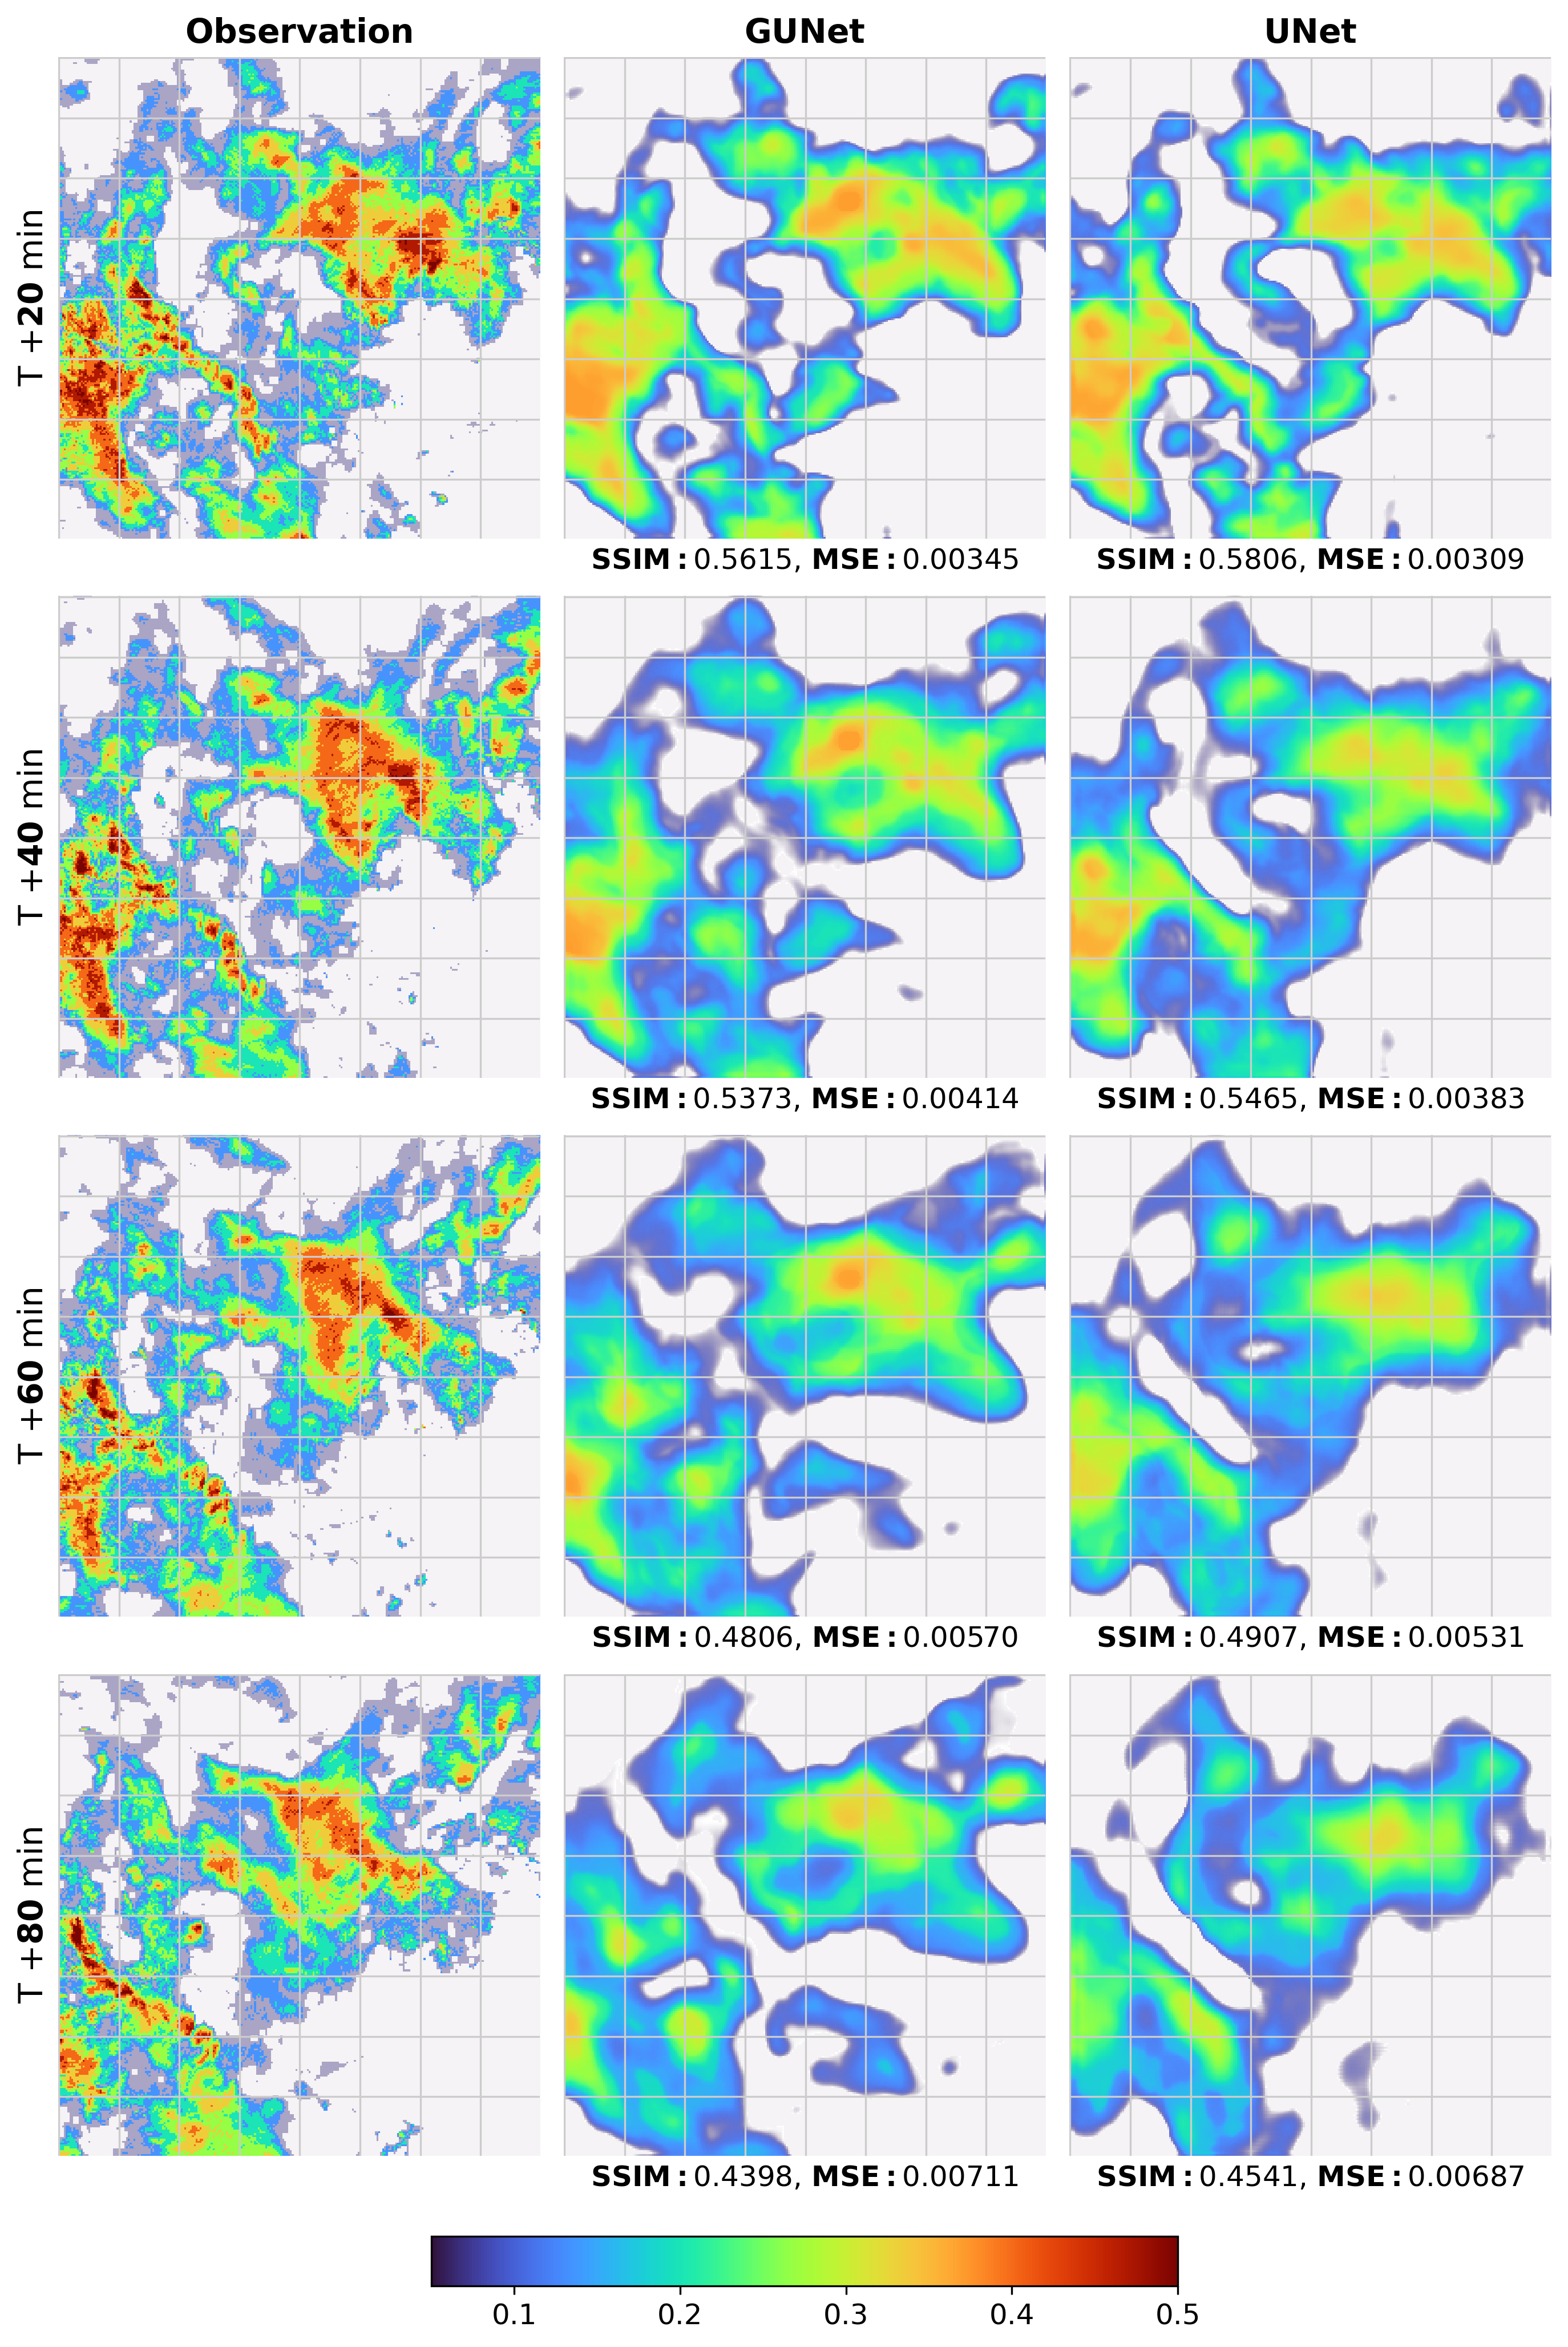 Observation GUNet UNet
T +20 min
SSIM: 0.5615, MSE: 0.00345 SSIM: 0.5806, MSE: 0.00309
T +40 min
SSIM: 0.5373, MSE: 0.00414 SSIM: 0.5465, MSE: 0.00383
T +60 min
SSIM: 0.4806, MSE: 0.00570 SSIM: 0.4907, MSE: 0.00531
T +80 min
SSIM: 0.4398, MSE: 0.00711 SSIM: 0.4541, MSE: 0.00687
0.1 0.2 0.3 0.4 0.5